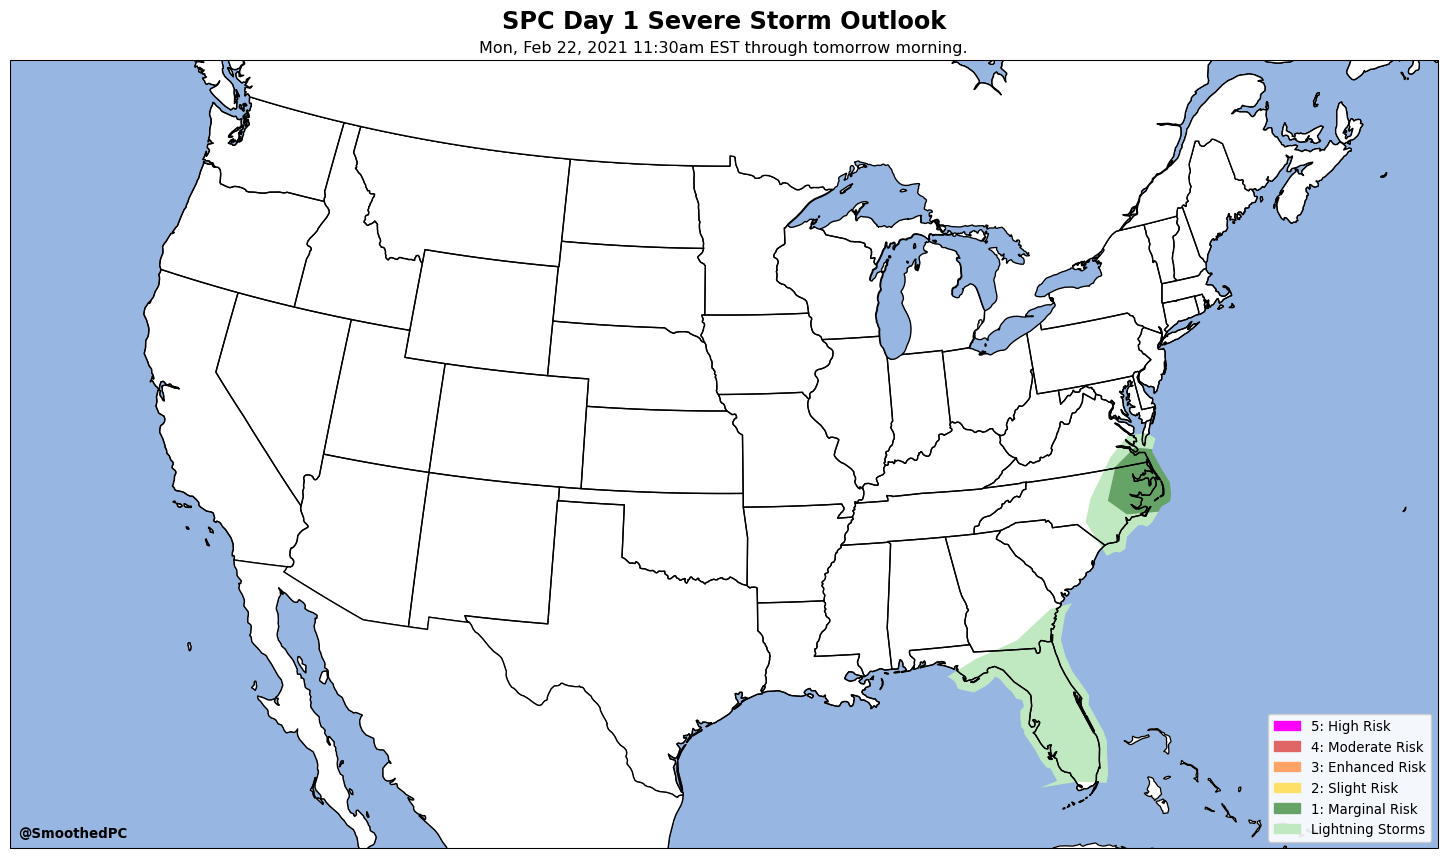 SPC Day 1 Severe Storm Outlook
Mon, Feb 22, 2021 11:30am EST through tomorrow morning.
5: High Risk
4: Moderate Risk
3: Enhanced Risk
2: Slight Risk
1: Marginal Risk
Lightning Storms
@SmoothedPC